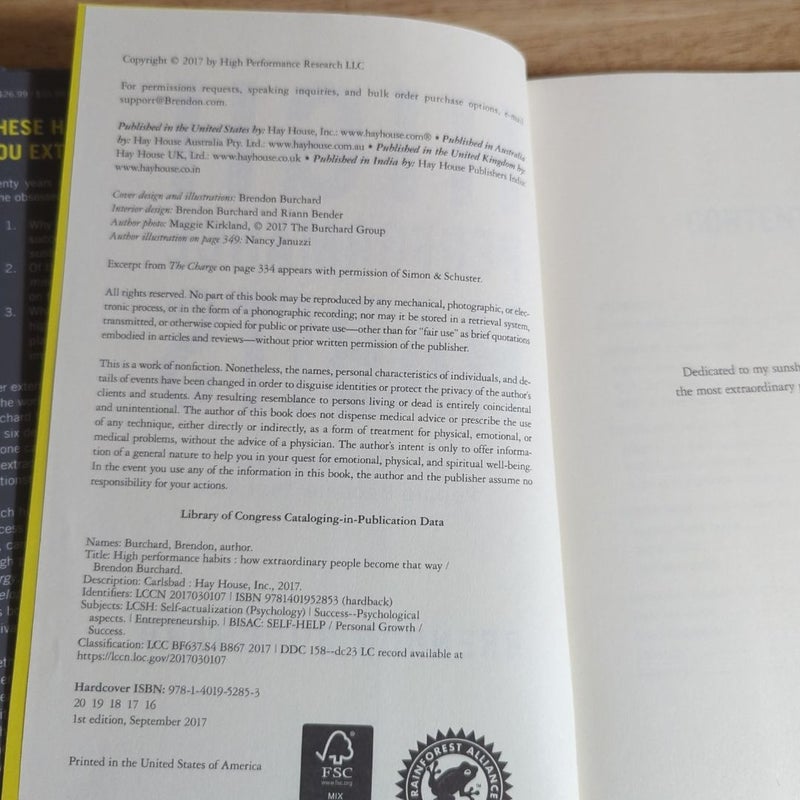 Copyright © 2017 by High Performance Research LLC
For permissions requests, speaking inquiries, and bulk order purchase options, e-mail
support@Brendon.com.
Published in the United States by: Hay House, Inc.: www.hayhouse.com® • Published in Australia
by: Hay House Australia Pty. Ltd.: www.hayhouse.com.au • Published in the United Kingdom by:
Hay House UK, Ltd.: www.hayhouse.co.uk • Published in India by: Hay House Publishers India:
www.hayhouse.co.in
Cover design and illustrations: Brendon Burchard
Interior design: Brendon Burchard and Riann Bender
Author photo: Maggie Kirkland, © 2017 The Burchard Group
Author illustration on page 349: Nancy Januzzi
Excerpt from The Charge on page 334 appears with permission of Simon & Schuster.
All rights reserved. No part of this book may be reproduced by any mechanical, photographic, or elec-
tronic process, or in the form of a phonographic recording; nor may it be stored in a retrieval system,
transmitted, or otherwise copied for public or private use—other than for "fair use" as brief quotations
embodied in articles and reviews—without prior written permission of the publisher.
This is a work of nonfiction. Nonetheless, the names, personal characteristics of individuals, and de-
tails of events have been changed in order to disguise identities or protect the privacy of the author's
clients and students. Any resulting resemblance to persons living or dead is entirely coincidental
and unintentional. The author of this book does not dispense medical advice or prescribe the use
of any technique, either directly or indirectly, as a form of treatment for physical, emotional, or
medical problems, without the advice of a physician. The author's intent is only to offer informa-
tion of a general nature to help you in your quest for emotional, physical, and spiritual well-being.
In the event you use any of the information in this book, the author and the publisher assume no
responsibility for your actions.
Library of Congress Cataloging-in-Publication Data
Names: Burchard, Brendon, author.
Title: High performance habits : how extraordinary people become that way /
Brendon Burchard.
Description: Carlsbad : Hay House, Inc., 2017.
Identifiers: LCCN 2017030107 | ISBN 9781401952853 (hardback)
Subjects: LCSH: Self-actualization (Psychology) | Success--Psychological
aspects. | Entrepreneurship. | BISAC: SELF-HELP / Personal Growth /
Success.
Classification: LCC BF637.S4 B867 2017 | DDC 158--dc23 LC record available at
https://lccn.loc.gov/2017030107
Hardcover ISBN: 978-1-4019-5285-3
20 19 18 17 16
1st edition, September 2017
Printed in the United States of America
FSC
www.fsc.org
MIX
RAINFOREST ALLIANCE
Dedicated to my
the most extraordinary
$26.99
HESE
OU EXT
enty years
1. Why
2.
3.